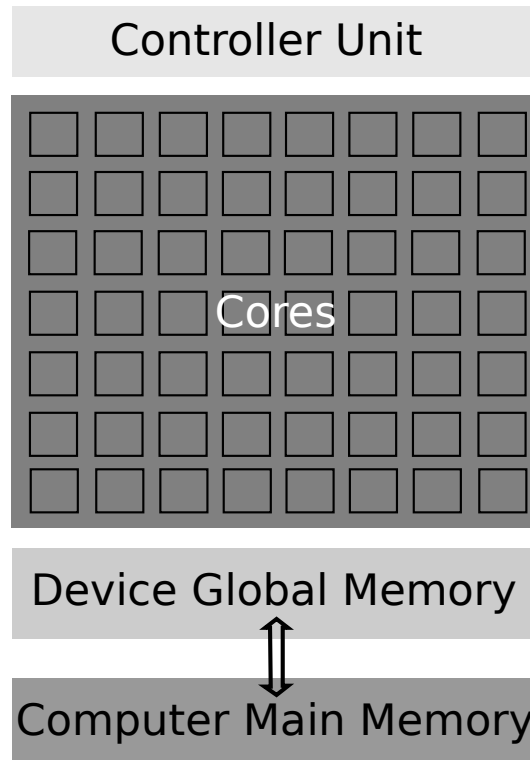 Controller Unit
Cores
Device Global Memory
Computer Main Memory